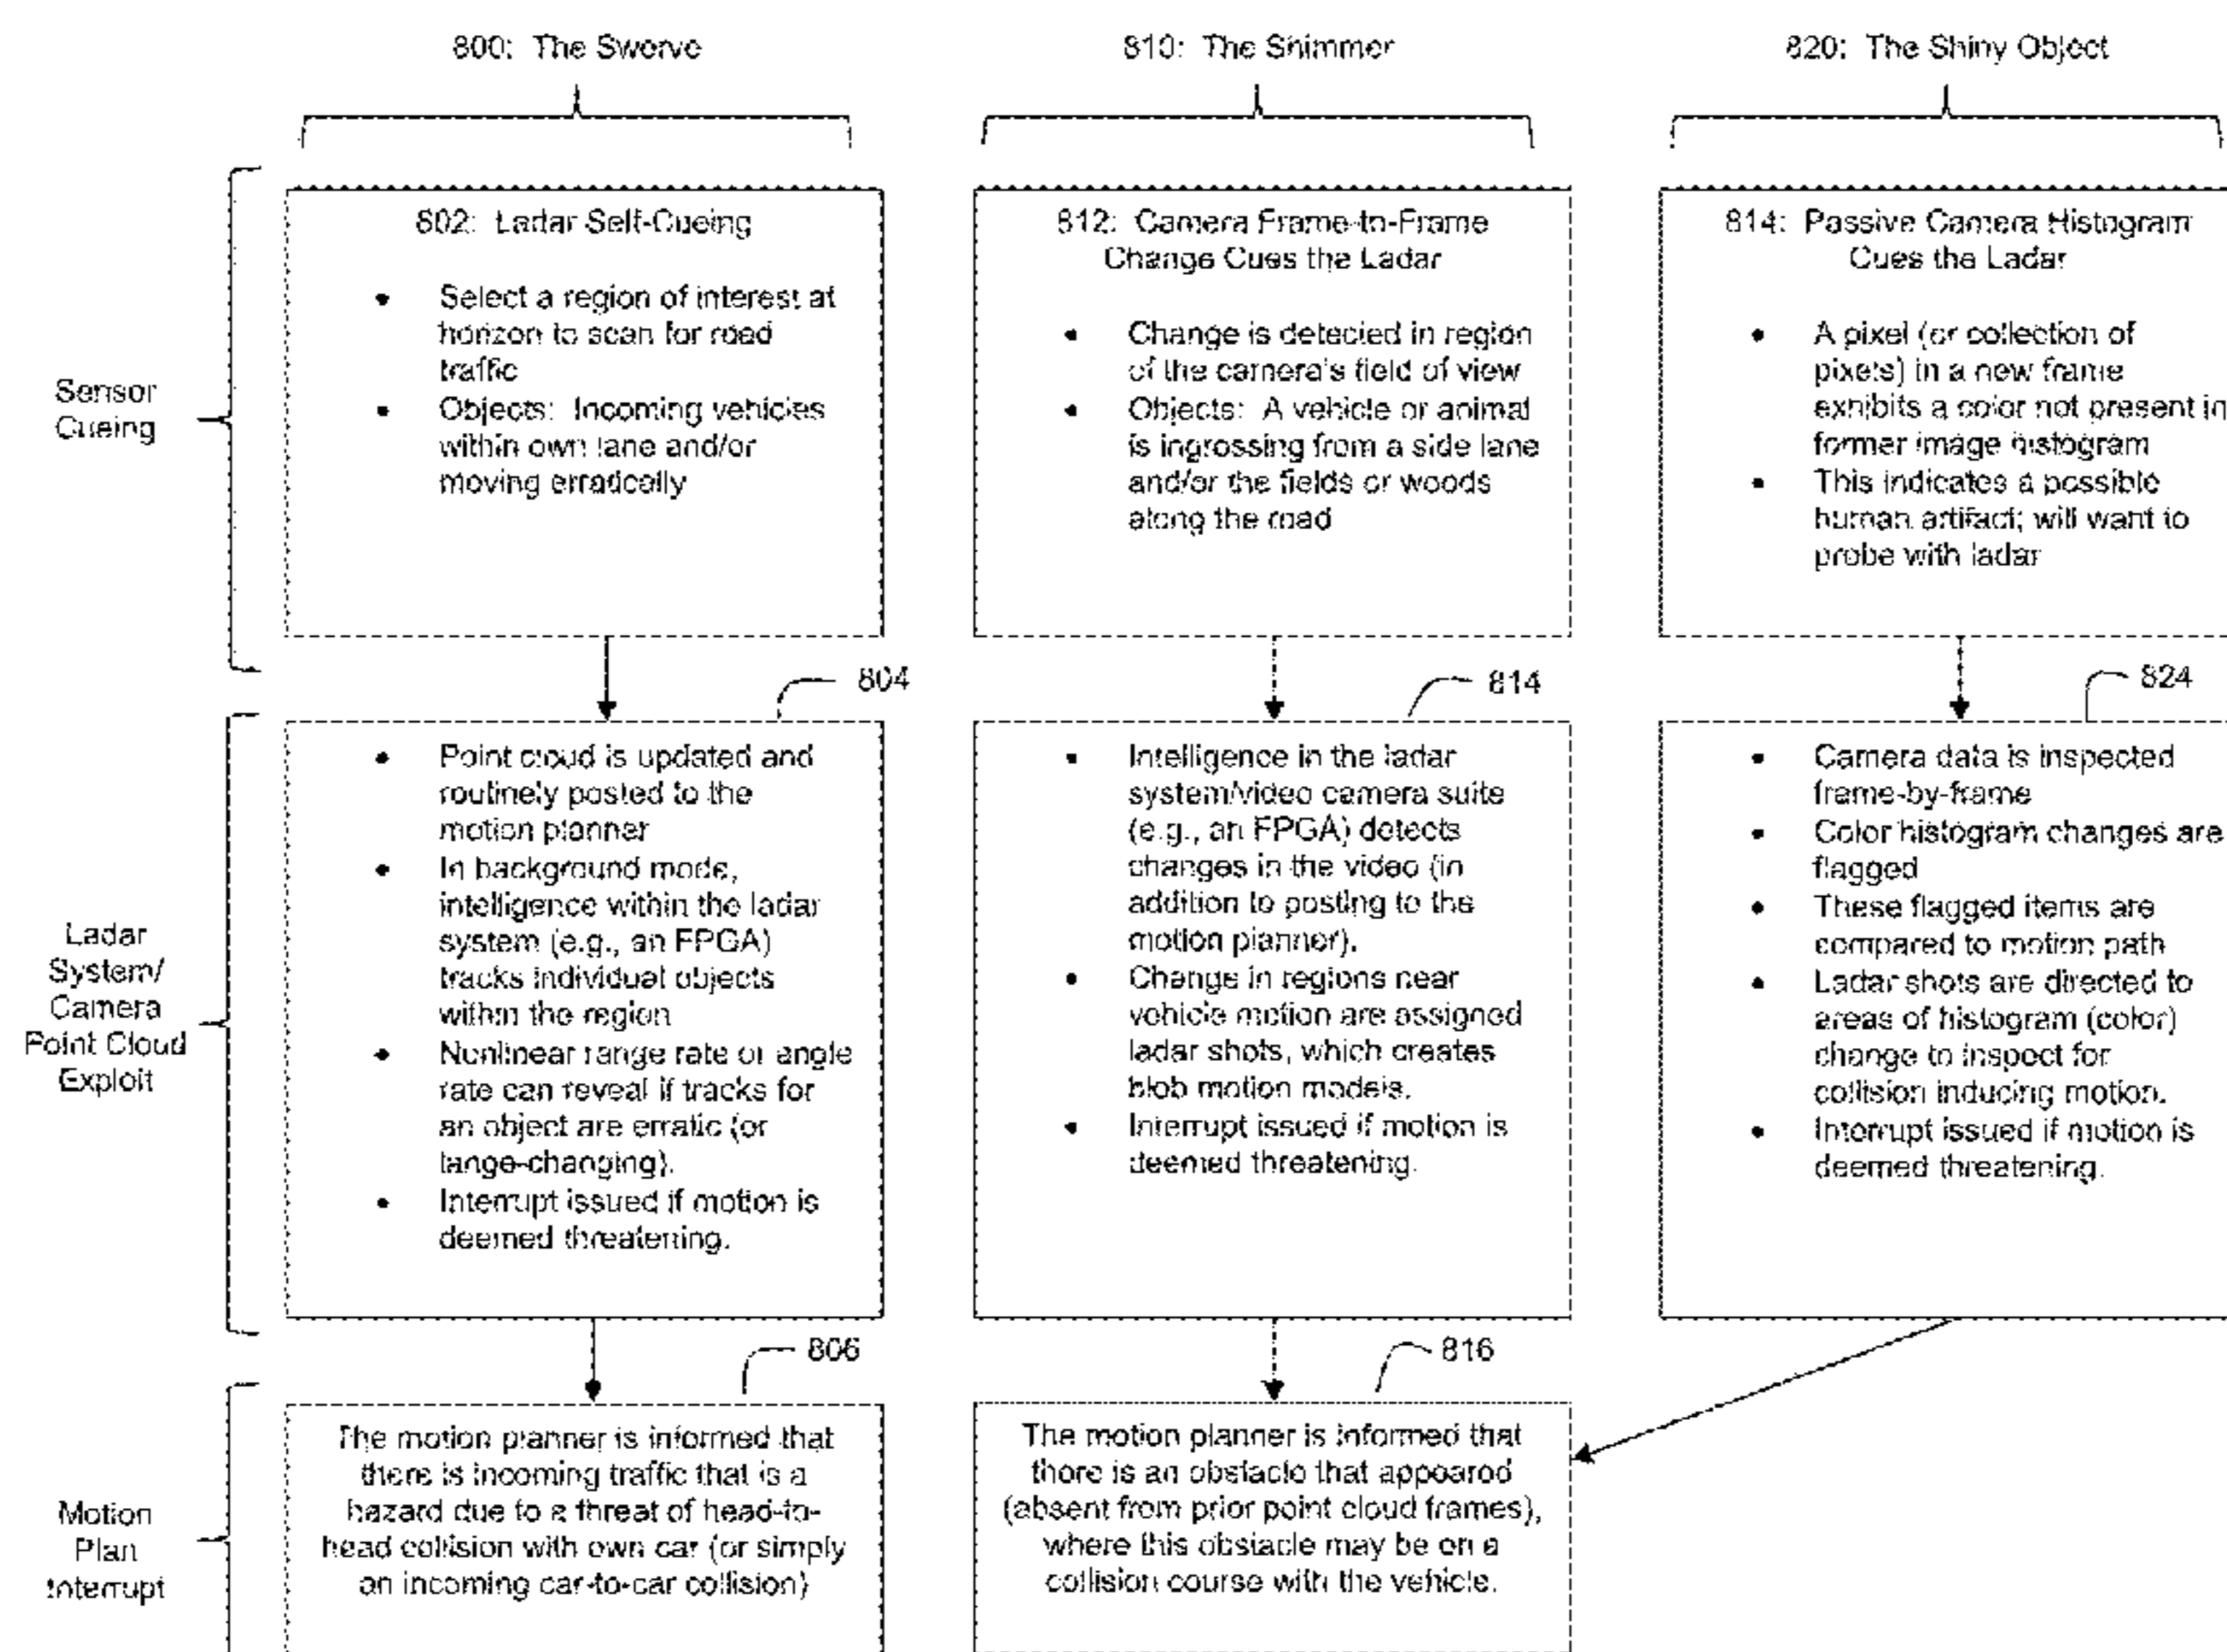 800: The Swerve
810: The Shimmer
820: The Shiny Object
Sensor
Cueing
802: Ladar Self-Cueing
• Select a region of interest at
horizon to scan for road
traffic
• Objects: Incoming vehicles
within own lane and/or
moving erratically
812: Camera Frame-to-Frame
Change Cues the Ladar
• Change is detected in region
of the camera's field of view
• Objects: A vehicle or animal
is ingressing from a side lane
and/or the fields or woods
along the road
814: Passive Camera Histogram
Cues the Ladar
• A pixel (or collection of
pixels) in a new frame
exhibits a color not present in
former image histogram
• This indicates a possible
human artifact; will want to
probe with ladar
Ladar
System/
Camera
Point Cloud
Exploit
804
• Point cloud is updated and
routinely posted to the
motion planner
• In background mode,
intelligence within the ladar
system (e.g., an FPGA)
tracks individual objects
within the region
• Nonlinear range rate or angle
rate can reveal if tracks for
an object are erratic (or
lange-changing).
• Interrupt issued if motion is
deemed threatening.
814
• Intelligence in the ladar
system/video camera suite
(e.g., an FPGA) detects
changes in the video (in
addition to posting to the
motion planner).
• Change in regions near
vehicle motion are assigned
ladar shots, which creates
blob motion models.
• Interrupt issued if motion is
deemed threatening.
824
• Camera data is inspected
frame-by-frame
• Color histogram changes are
flagged
• These flagged items are
compared to motion path
• Ladar shots are directed to
areas of histogram (color)
change to inspect for
collision inducing motion.
• Interrupt issued if motion is
deemed threatening.
Motion
Plan
Interrupt
806
The motion planner is informed that
there is incoming traffic that is a
hazard due to a threat of head-to-
head collision with own car (or simply
an incoming car-to-car collision)
816
The motion planner is informed that
there is an obstacle that appeared
(absent from prior point cloud frames),
where this obstacle may be on a
collision course with the vehicle.